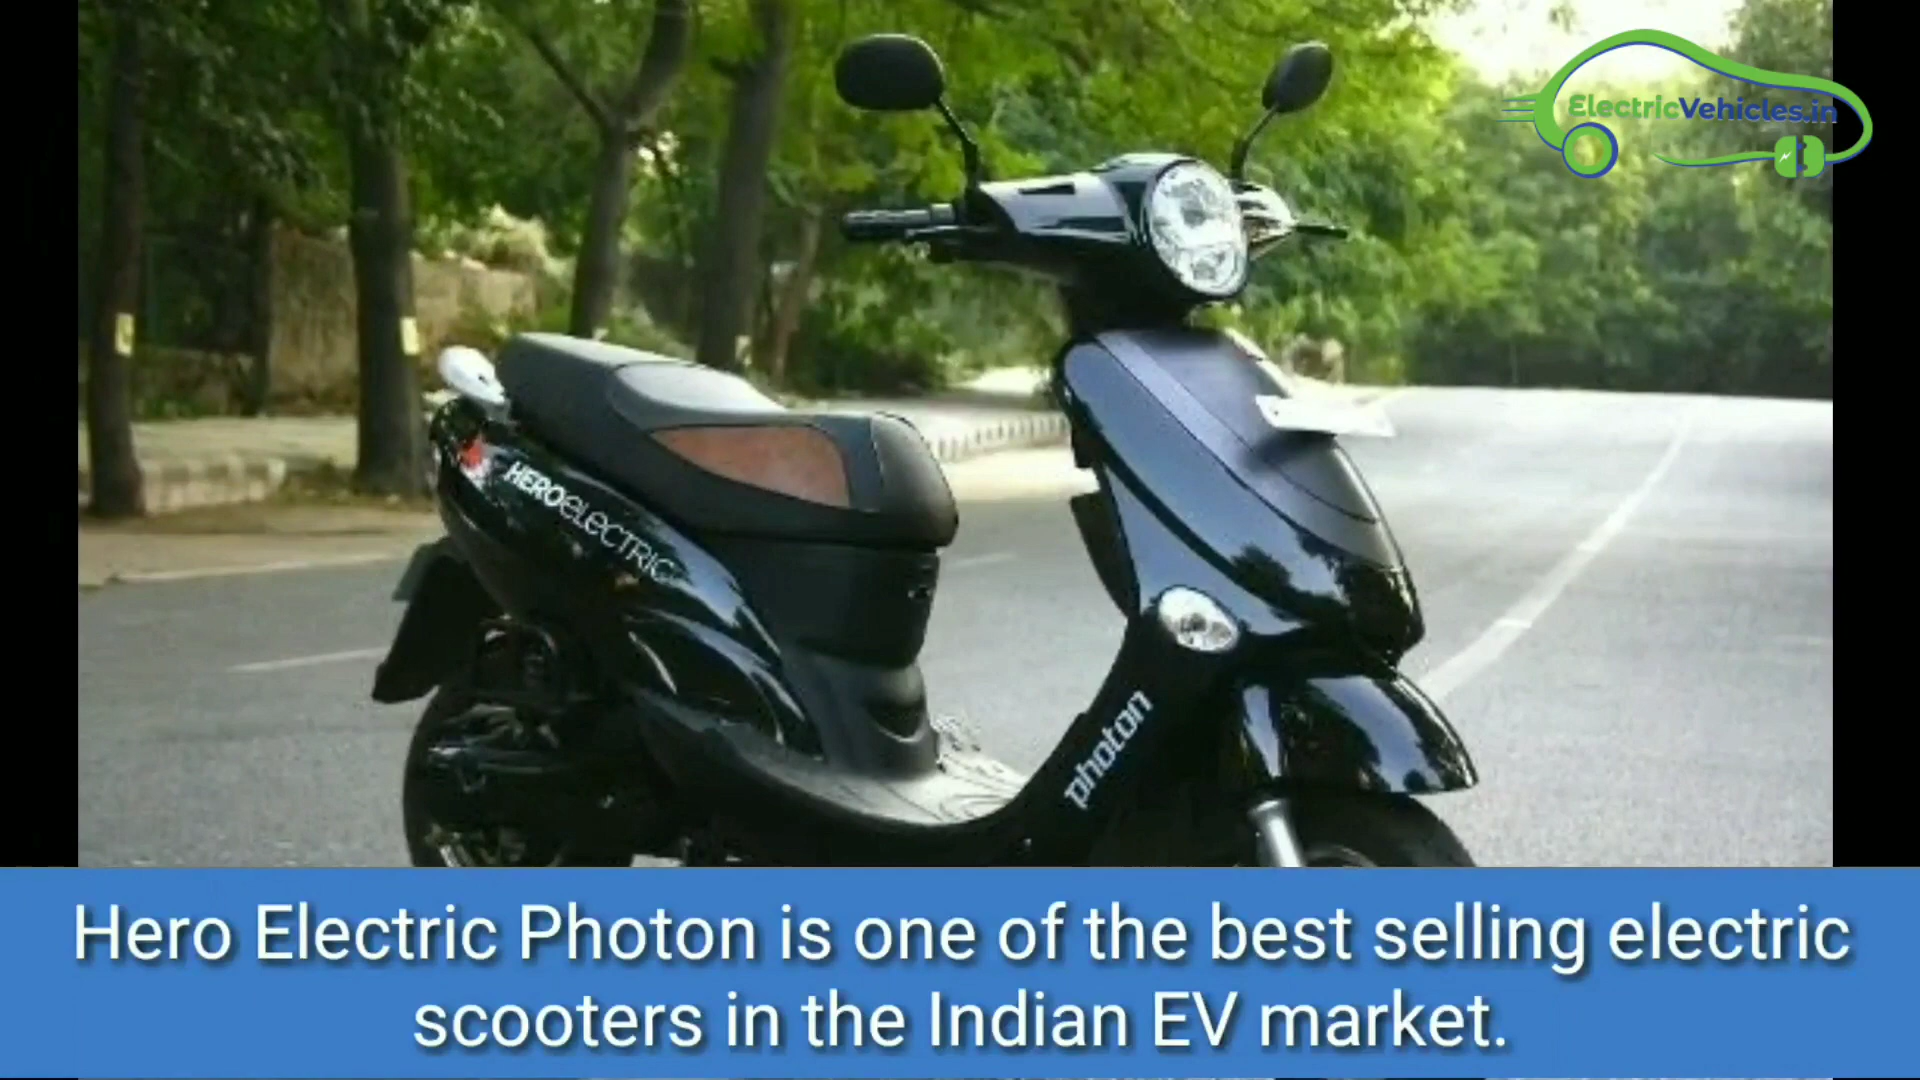 ElectricVehicles.in
HEROELECTRIC
photon
Hero Electric Photon is one of the best selling electric
scooters in the Indian EV market.